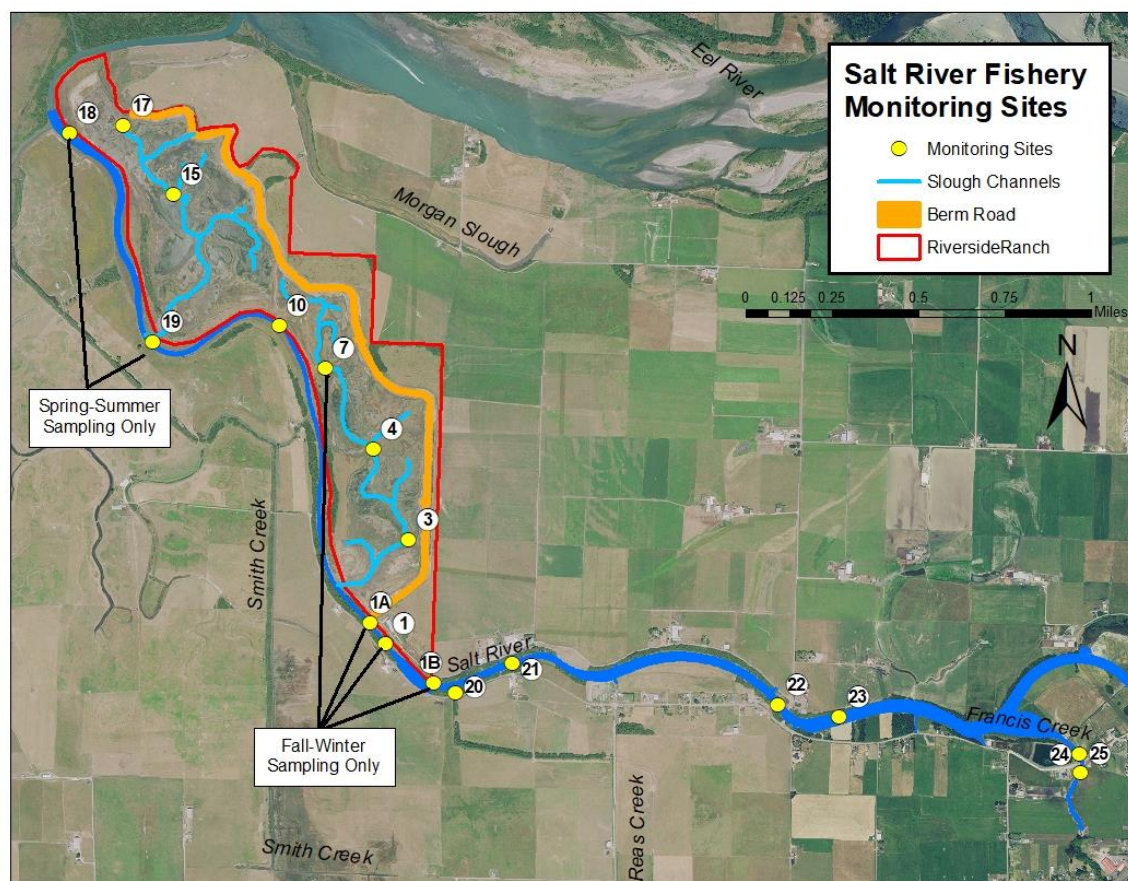 Eel River
Salt River Fishery
Monitoring Sites
Monitoring Sites
Slough Channels
Berm Road
RiversideRanch
0 0.125 0.25 0.5 0.75 1
Miles
N
Morgan Slough
18
17
15
19
10
7
4
3
Spring-Summer
Sampling Only
Smith Creek
1A
1
1B
Salt River
20
21
22
23
Francis Creek
24
25
Fall-Winter
Sampling Only
Reas Creek
Smith Creek